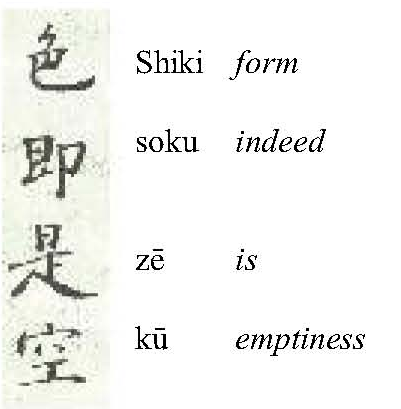 色 Shiki form
即 soku indeed
是 zē is
空 kū emptiness